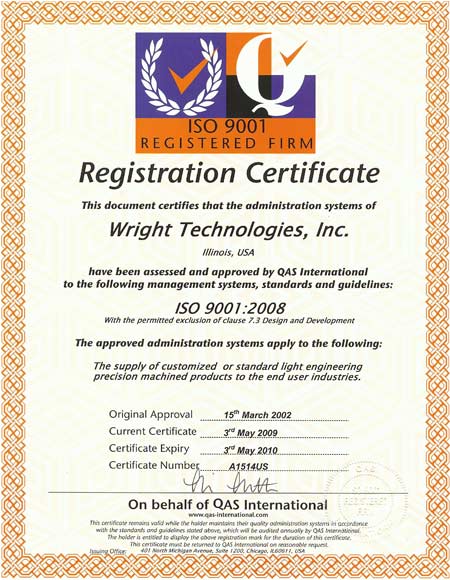 ISO 9001
REGISTERED FIRM
Registration Certificate
This document certifies that the administration systems of
Wright Technologies, Inc.
Illinois, USA
have been assessed and approved by QAS International
to the following management systems, standards and guidelines:
ISO 9001:2008
With the permitted exclusion of clause 7.3 Design and Development
The approved administration systems apply to the following:
The supply of customized or standard light engineering
precision machined products to the end user industries.
Original Approval 15th March 2002
Current Certificate 3rd May 2009
Certificate Expiry 3rd May 2010
Certificate Number A1514US
QAS
REGISTERED
On behalf of QAS International
www.qas-international.com
This certificate remains valid while the holder maintains their quality administration systems in accordance
with the standards and guidelines stated above, which will be audited annually by QAS International.
The holder is entitled to display the above registration mark for the duration of this certificate.
This certificate must be returned to QAS International on reasonable request.
Issuing Office: 401 North Michigan Avenue, Suite 1200, Chicago, IL60611, USA